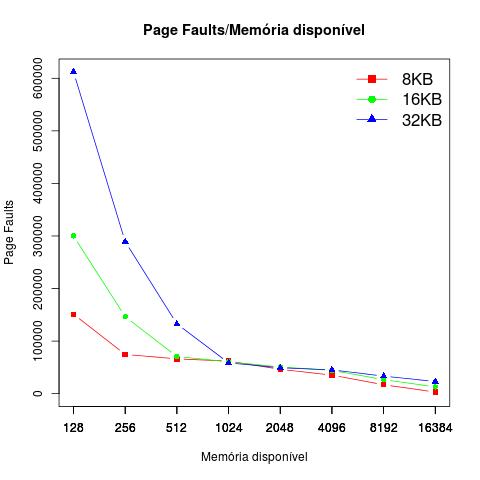 Page Faults/Memória disponível
8KB
16KB
32KB
Page Faults
600000
500000
400000
300000
200000
100000
0
128 256 512 1024 2048 4096 8192 16384
Memória disponível